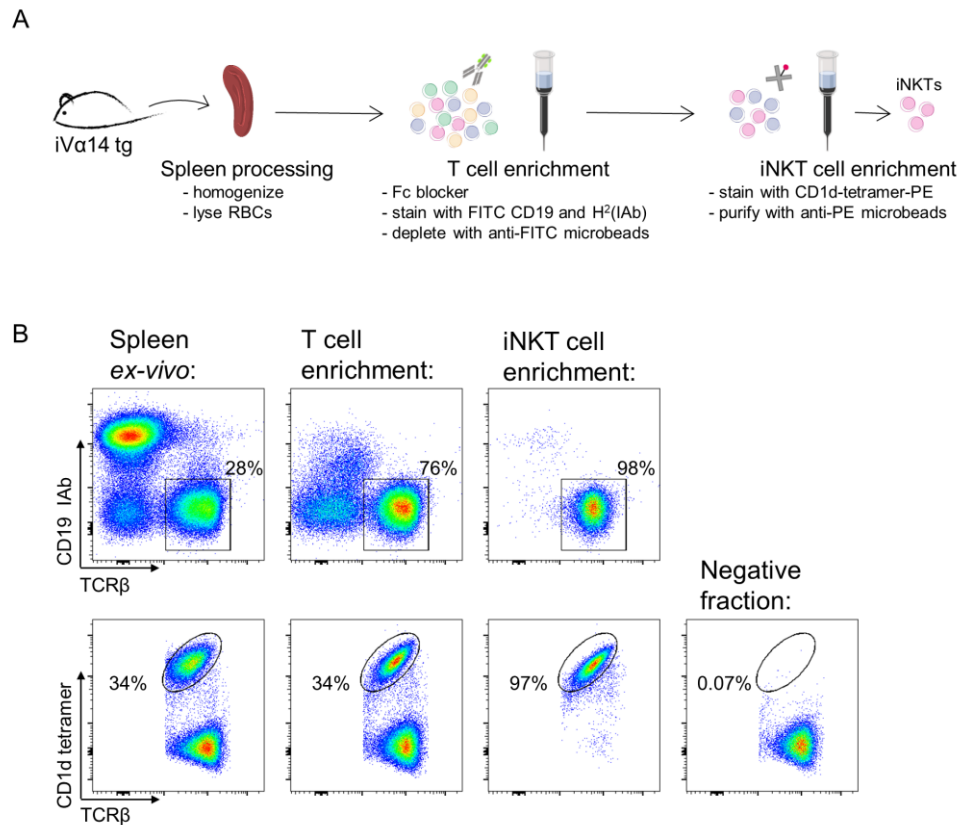 A
iVα14 tg
Spleen processing
- homogenize
- lyse RBCs
T cell enrichment
- Fc blocker
- stain with FITC CD19 and H²(IAb)
- deplete with anti-FITC microbeads
iNKTs
iNKT cell enrichment
- stain with CD1d-tetramer-PE
- purify with anti-PE microbeads
B
Spleen
ex-vivo:
T cell
enrichment:
iNKT cell
enrichment:
28%
76%
98%
CD19 IAb
TCRβ
Negative
fraction:
34%
34%
97%
0.07%
CD1d tetramer
TCRβ